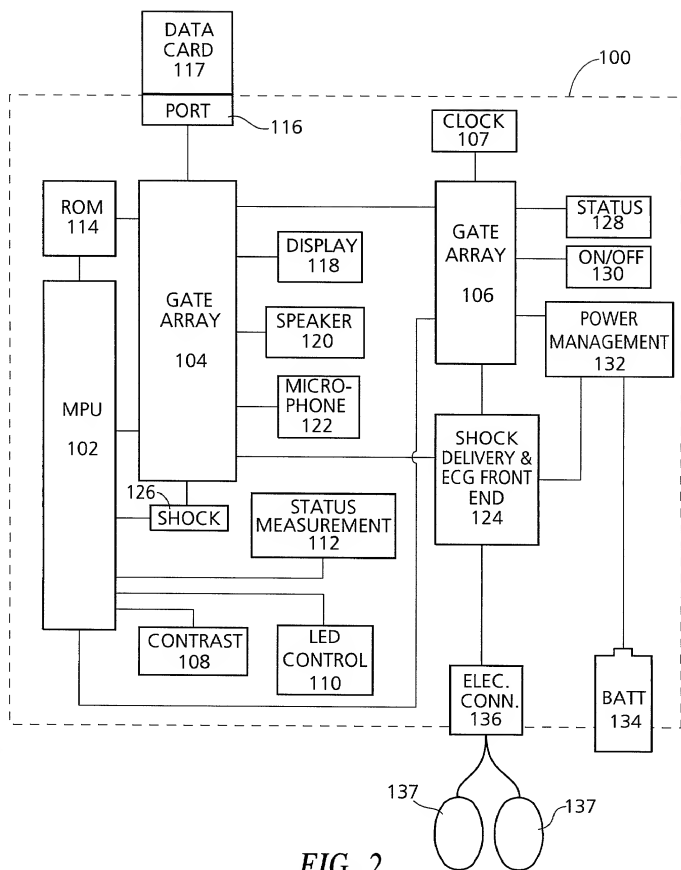 DATA
CARD
117
100
PORT
116
CLOCK
107
ROM
114
GATE
ARRAY
104
DISPLAY
118
SPEAKER
120
MICRO-
PHONE
122
GATE
ARRAY
106
STATUS
128
ON/OFF
130
POWER
MANAGEMENT
132
MPU
102
SHOCK
DELIVERY &
ECG FRONT
END
124
126
SHOCK
STATUS
MEASUREMENT
112
CONTRAST
108
LED
CONTROL
110
ELEC.
CONN.
136
BATT
134
137
137
FIG. 2